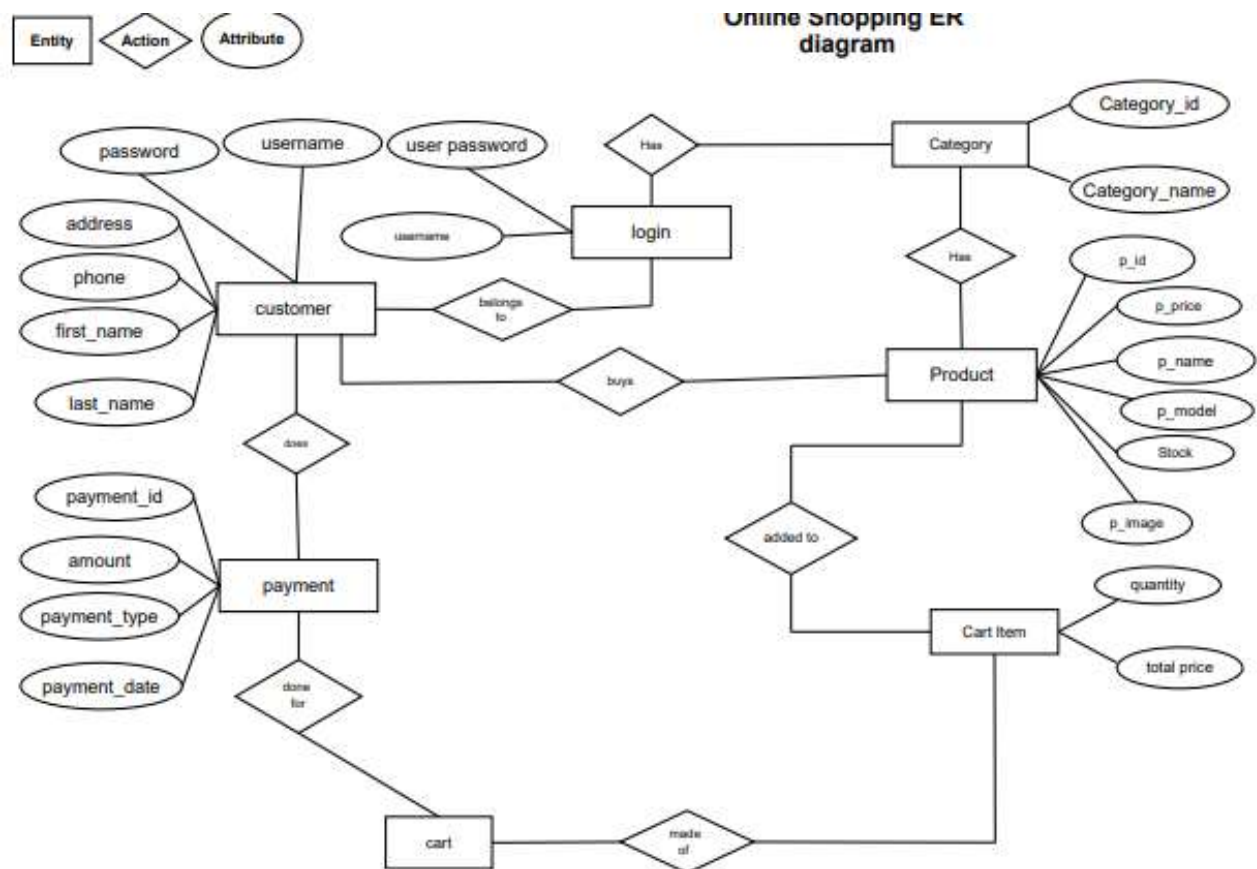 Entity
Action
Attribute
Online Shopping ER
diagram
password
username
user password
Has
Category
Category_id
Category_name
address
username
login
phone
customer
belongs
to
Has
p_id
first_name
p_price
last_name
buys
Product
p_name
p_model
does
Stock
payment_id
added to
p_image
amount
payment
quantity
payment_type
Cart Item
total price
payment_date
done
for
cart
made
of